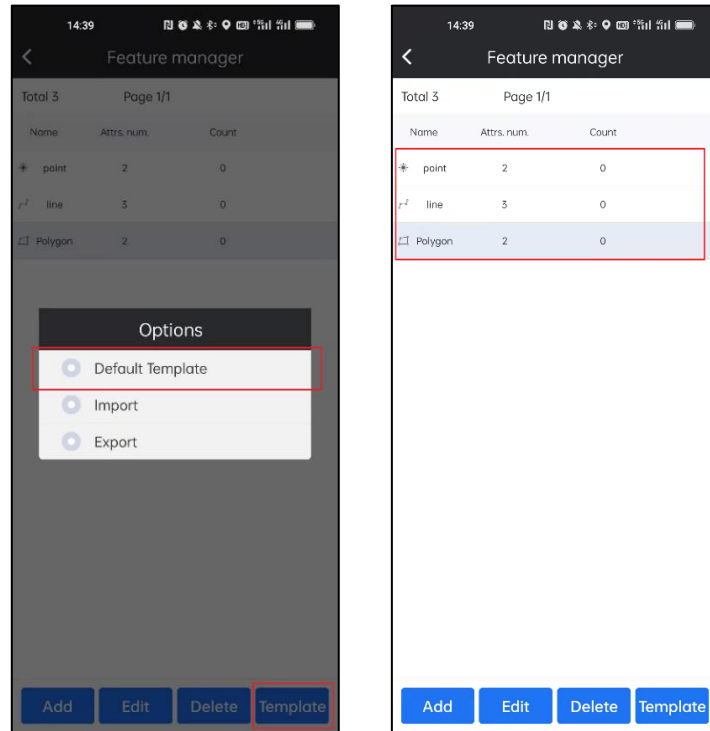 14:39
Feature manager
Total 3 Page 1/1
Name Attrs. num. Count
point 2 0
line 3 0
Polygon 2 0
Options
Default Template
Import
Export
Add Edit Delete Template
14:39
Feature manager
Total 3 Page 1/1
Name Attrs. num. Count
point 2 0
line 3 0
Polygon 2 0
Add Edit Delete Template